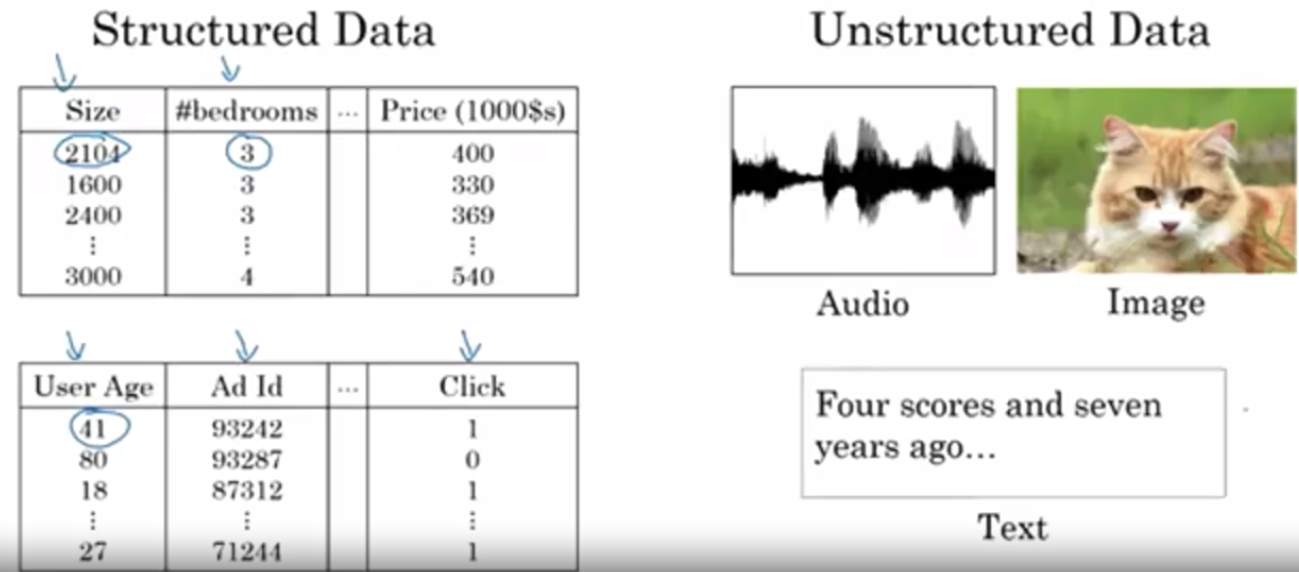 Structured Data
Size #bedrooms ... Price (1000$s)
2104 3 400
1600 3 330
2400 3 369
⋮ ⋮ ⋮
3000 4 540
User Age Ad Id ... Click
41 93242 1
80 93287 0
18 87312 1
⋮ ⋮ ⋮
27 71244 1
Unstructured Data
Audio
Image
Four scores and seven
years ago...
Text